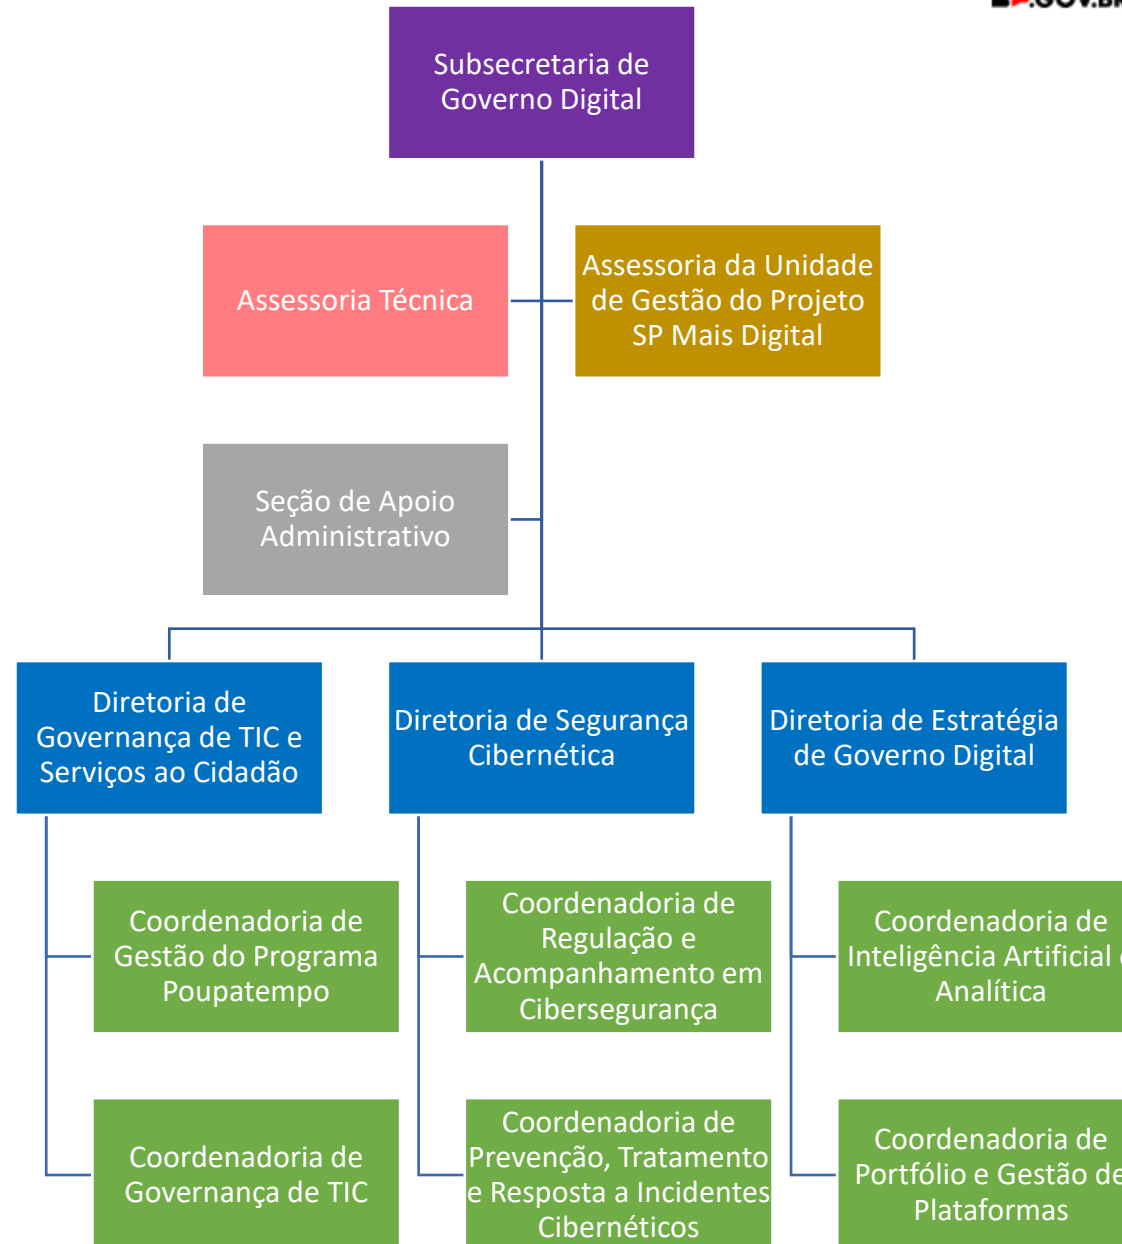 .GOV.BR
Subsecretaria de
Governo Digital
Assessoria Técnica
Assessoria da Unidade
de Gestão do Projeto
SP Mais Digital
Seção de Apoio
Administrativo
Diretoria de
Governança de TIC e
Serviços ao Cidadão
Diretoria de Segurança
Cibernética
Diretoria de Estratégia
de Governo Digital
Coordenadoria de
Gestão do Programa
Poupatempo
Coordenadoria de
Regulação e
Acompanhamento em
Cibersegurança
Coordenadoria de
Inteligência Artificial
Analítica
Coordenadoria de
Governança de TIC
Coordenadoria de
Prevenção, Tratamento
e Resposta a Incidentes
Cibernéticos
Coordenadoria de
Portfólio e Gestão de
Plataformas